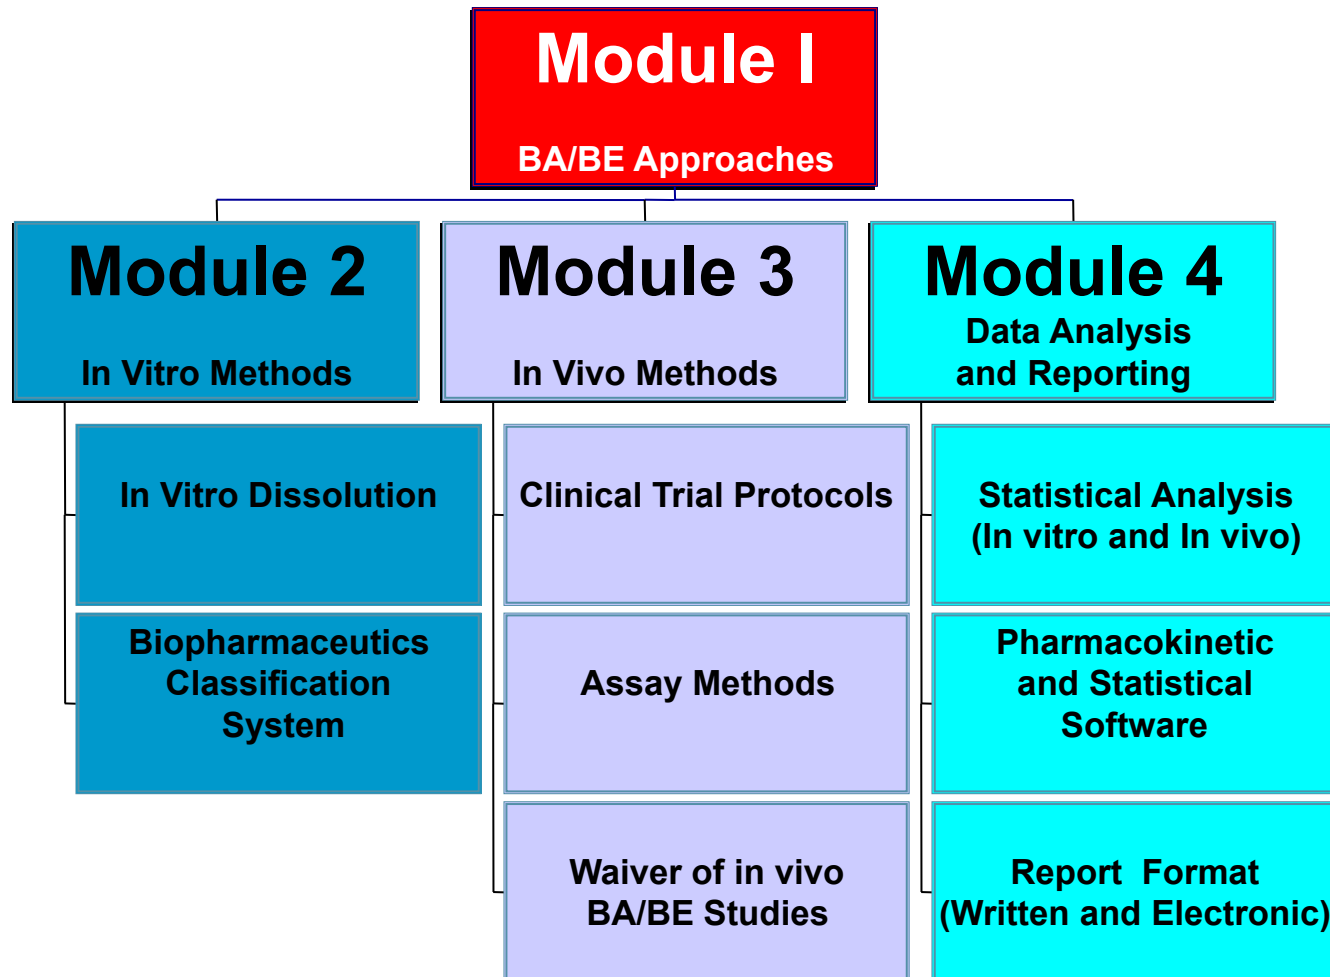 Module I
BA/BE Approaches
Module 2
In Vitro Methods
Module 3
In Vivo Methods
Module 4
Data Analysis
and Reporting
In Vitro Dissolution
Biopharmaceutics
Classification
System
Clinical Trial Protocols
Assay Methods
Waiver of in vivo
BA/BE Studies
Statistical Analysis
(In vitro and In vivo)
Pharmacokinetic
and Statistical
Software
Report Format
(Written and Electronic)